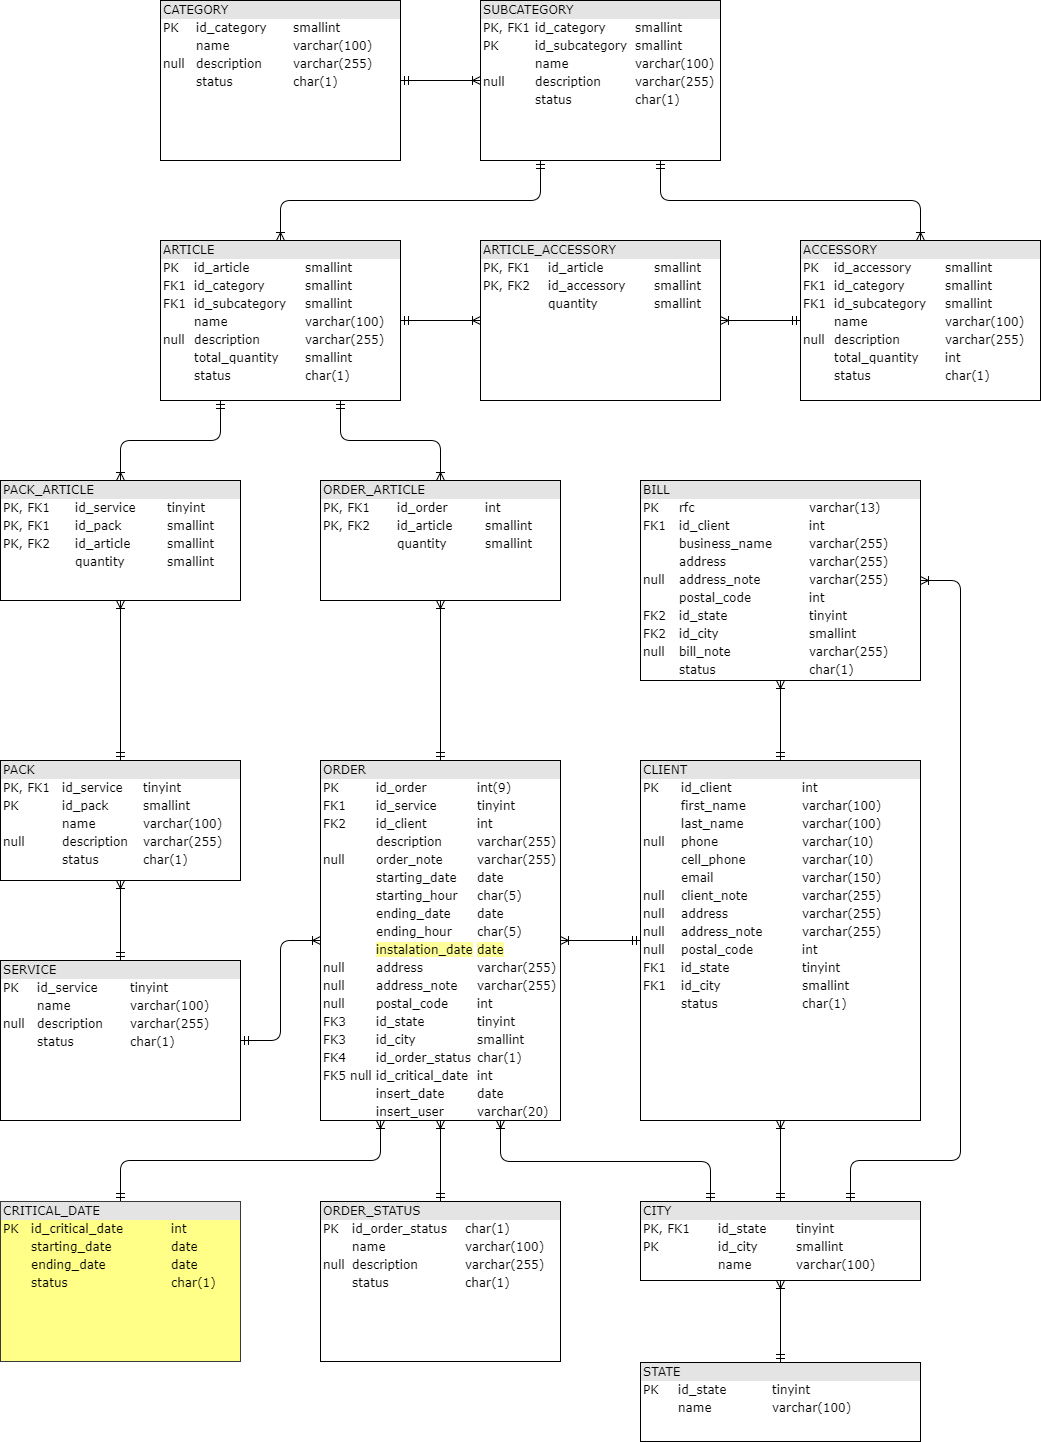 CATEGORY
PK id_category smallint
name varchar(100)
null description varchar(255)
status char(1)
SUBCATEGORY
PK, FK1 id_category smallint
PK id_subcategory smallint
name varchar(100)
null description varchar(255)
status char(1)
ARTICLE
PK id_article smallint
FK1 id_category smallint
FK1 id_subcategory smallint
name varchar(100)
null description varchar(255)
total_quantity smallint
status char(1)
ARTICLE_ACCESSORY
PK, FK1 id_article smallint
PK, FK2 id_accessory smallint
quantity smallint
ACCESSORY
PK id_accessory smallint
FK1 id_category smallint
FK1 id_subcategory smallint
name varchar(100)
null description varchar(255)
total_quantity int
status char(1)
PACK_ARTICLE
PK, FK1 id_service tinyint
PK, FK1 id_pack smallint
PK, FK2 id_article smallint
quantity smallint
ORDER_ARTICLE
PK, FK1 id_order int
PK, FK2 id_article smallint
quantity smallint
BILL
PK rfc varchar(13)
FK1 id_client int
business_name varchar(255)
address varchar(255)
null address_note varchar(255)
postal_code int
FK2 id_state tinyint
FK2 id_city smallint
null bill_note varchar(255)
status char(1)
PACK
PK, FK1 id_service tinyint
PK id_pack smallint
name varchar(100)
null description varchar(255)
status char(1)
ORDER
PK id_order int(9)
FK1 id_service tinyint
FK2 id_client int
description varchar(255)
null order_note varchar(255)
starting_date date
starting_hour char(5)
ending_date date
ending_hour char(5)
instalation_date date
null address varchar(255)
null address_note varchar(255)
null postal_code int
FK3 id_state tinyint
FK3 id_city smallint
FK4 id_order_status char(1)
FK5 null id_critical_date int
insert_date date
insert_user varchar(20)
CLIENT
PK id_client int
first_name varchar(100)
last_name varchar(100)
null phone varchar(10)
cell_phone varchar(10)
email varchar(150)
null client_note varchar(255)
null address varchar(255)
null address_note varchar(255)
null postal_code int
FK1 id_state tinyint
FK1 id_city smallint
status char(1)
SERVICE
PK id_service tinyint
name varchar(100)
null description varchar(255)
status char(1)
CRITICAL_DATE
PK id_critical_date int
starting_date date
ending_date date
status char(1)
ORDER_STATUS
PK id_order_status char(1)
name varchar(100)
null description varchar(255)
status char(1)
CITY
PK, FK1 id_state tinyint
PK id_city smallint
name varchar(100)
STATE
PK id_state tinyint
name varchar(100)